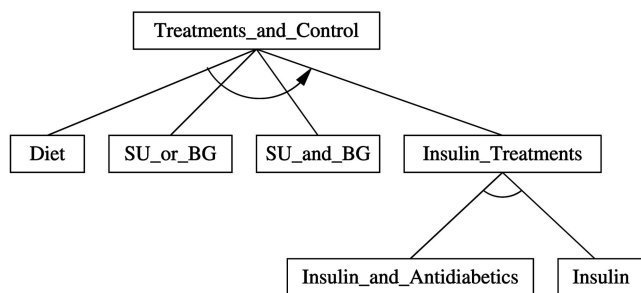 Treatments_and_Control
Diet
SU_or_BG
SU_and_BG
Insulin_Treatments
Insulin_and_Antidiabetics
Insulin